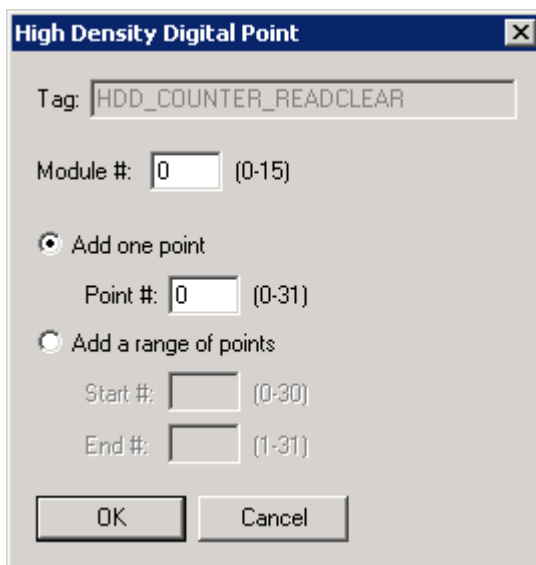 High Density Digital Point
Tag: HDD_COUNTER_READCLEAR
Module #: 0 (0-15)
Add one point
Point #: 0 (0-31)
Add a range of points
Start #: (0-30)
End #: (1-31)
OK Cancel